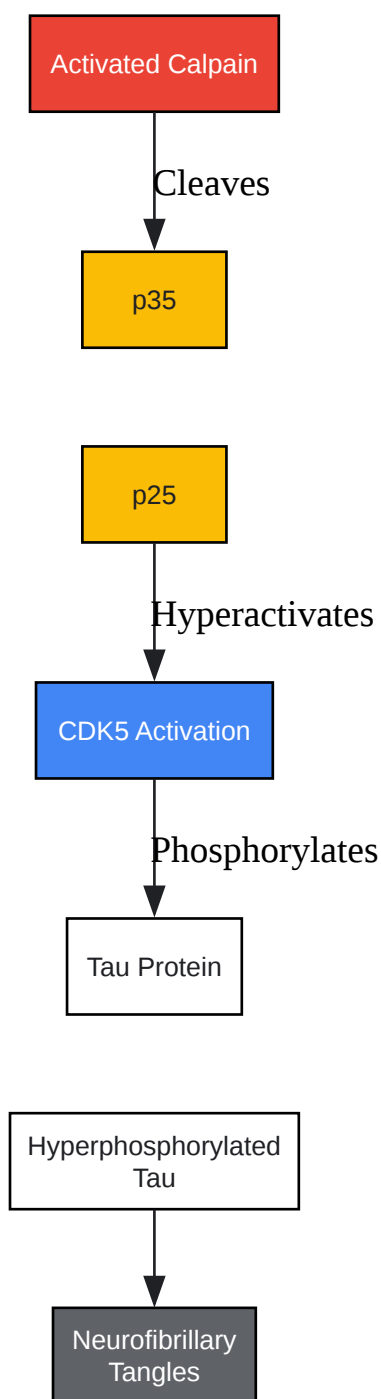 Activated Calpain
Cleaves
p35
p25
Hyperactivates
CDK5 Activation
Phosphorylates
Tau Protein
Hyperphosphorylated
Tau
Neurofibrillary
Tangles